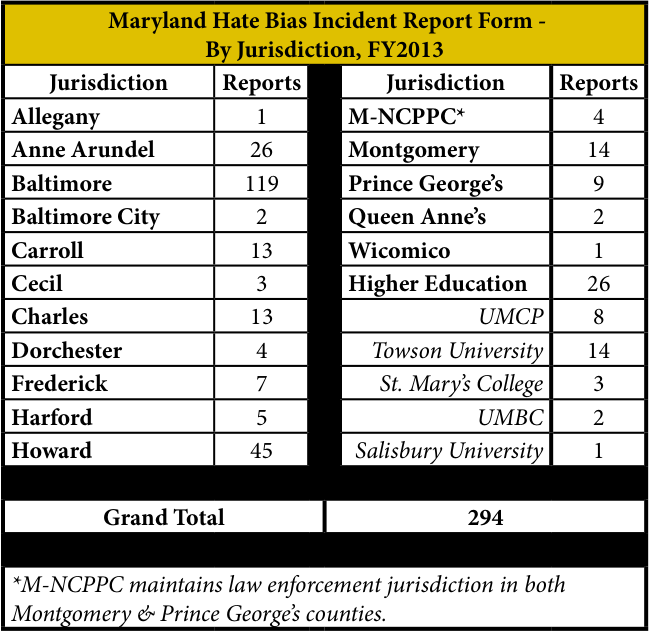 Maryland Hate Bias Incident Report Form -
By Jurisdiction, FY2013
Jurisdiction Reports
Allegany 1
Anne Arundel 26
Baltimore 119
Baltimore City 2
Carroll 13
Cecil 3
Charles 13
Dorchester 4
Frederick 7
Harford 5
Howard 45
Jurisdiction Reports
M-NCPPC* 4
Montgomery 14
Prince George’s 9
Queen Anne’s 2
Wicomico 1
Higher Education 26
UMCP 8
Towson University 14
St. Mary’s College 3
UMBC 2
Salisbury University 1
Grand Total 294
*M-NCPPC maintains law enforcement jurisdiction in both
Montgomery & Prince George’s counties.